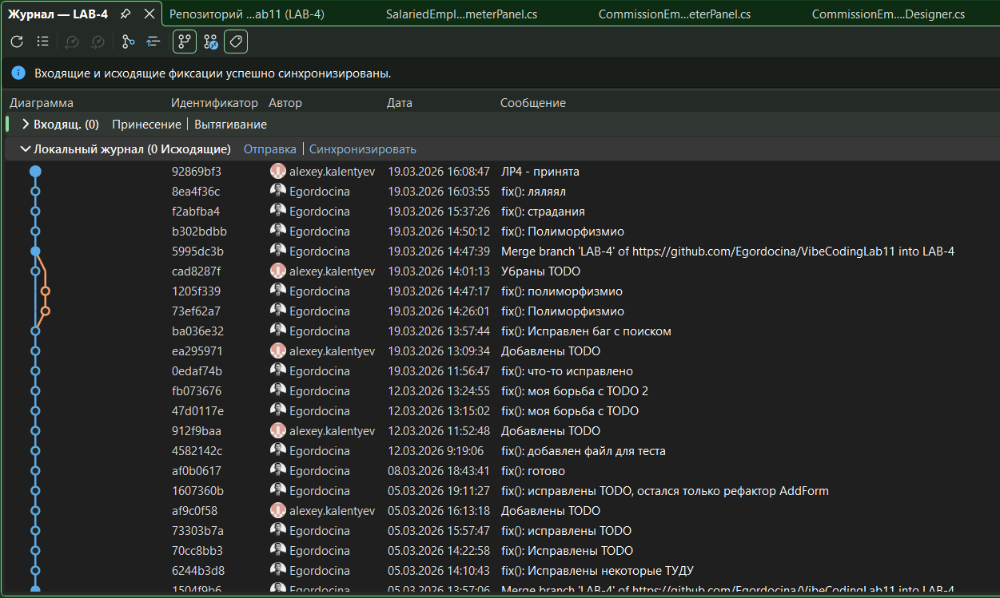 Журнал — LAB-4 Репозиторий ...ab11 (LAB-4) SalariedEmpl...meterPanel.cs CommissionEm...eterPanel.cs CommissionEm....Designer.cs
Входящие и исходящие фиксации успешно синхронизированы.
Диаграмма Идентификатор Автор Дата Сообщение
Входящ. (0) Принесение | Вытягивание
Локальный журнал (0 Исходящие) Отправка | Синхронизировать
92869bf3 alexey.kalentyev 19.03.2026 16:08:47 ЛР4 - принята
8ea4f36c Egordocina 19.03.2026 16:03:55 fix(): ляляял
f2abfba4 Egordocina 19.03.2026 15:37:26 fix(): страдания
b302bdbb Egordocina 19.03.2026 14:50:12 fix(): Полиморфизмио
5995dc3b Egordocina 19.03.2026 14:47:39 Merge branch 'LAB-4' of https://github.com/Egordocina/VibeCodingLab11 into LAB-4
cad8287f alexey.kalentyev 19.03.2026 14:01:13 Убраны TODO
1205f339 Egordocina 19.03.2026 14:47:17 fix(): полиморфизмио
73ef62a7 Egordocina 19.03.2026 14:26:01 fix(): Полиморфизмио
ba036e32 Egordocina 19.03.2026 13:57:44 fix(): Исправлен баг с поиском
ea295971 alexey.kalentyev 19.03.2026 13:09:34 Добавлены TODO
0edaf74b Egordocina 19.03.2026 11:56:47 fix(): что-то исправлено
fb073676 Egordocina 12.03.2026 13:24:55 fix(): моя борьба с TODO 2
47d0117e Egordocina 12.03.2026 13:15:02 fix(): моя борьба с TODO
912f9baa alexey.kalentyev 12.03.2026 11:52:48 Добавлены TODO
4582142c Egordocina 12.03.2026 9:19:06 fix(): добавлен файл для теста
af0b0617 Egordocina 08.03.2026 18:43:41 fix(): готово
1607360b Egordocina 05.03.2026 19:11:27 fix(): исправлены TODO, остался только рефактор AddForm
af9c0f58 alexey.kalentyev 05.03.2026 16:13:18 Добавлены TODO
73303b7a Egordocina 05.03.2026 15:57:47 fix(): исправлены TODO
70cc8bb3 Egordocina 05.03.2026 14:22:58 fix(): Исправлены TODO
6244b3d8 Egordocina 05.03.2026 14:10:43 fix(): Исправлены некоторые ТУДУ
1504f9b6 Egordocina 05.03.2026 13:57:06 Merge branch 'LAB-4' of https://github.com/Egordocina/VibeCodingLab11 into LAB-4